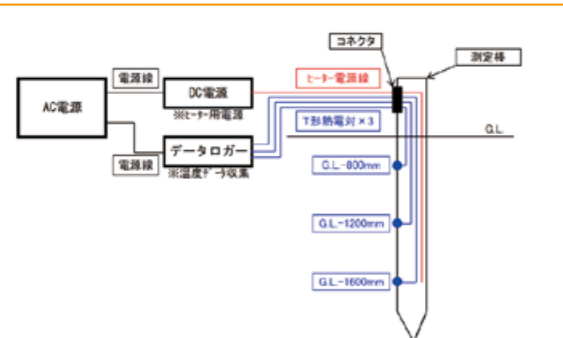 コネクタ
測定棒
電源線
DC電源
ヒーター電源線
AC電源
※ヒーター用電源
T形熱電対×3
G.L.
データロガー
電源線
※温度データ収集
G.L.-800mm
G.L.-1200mm
G.L.-1600mm